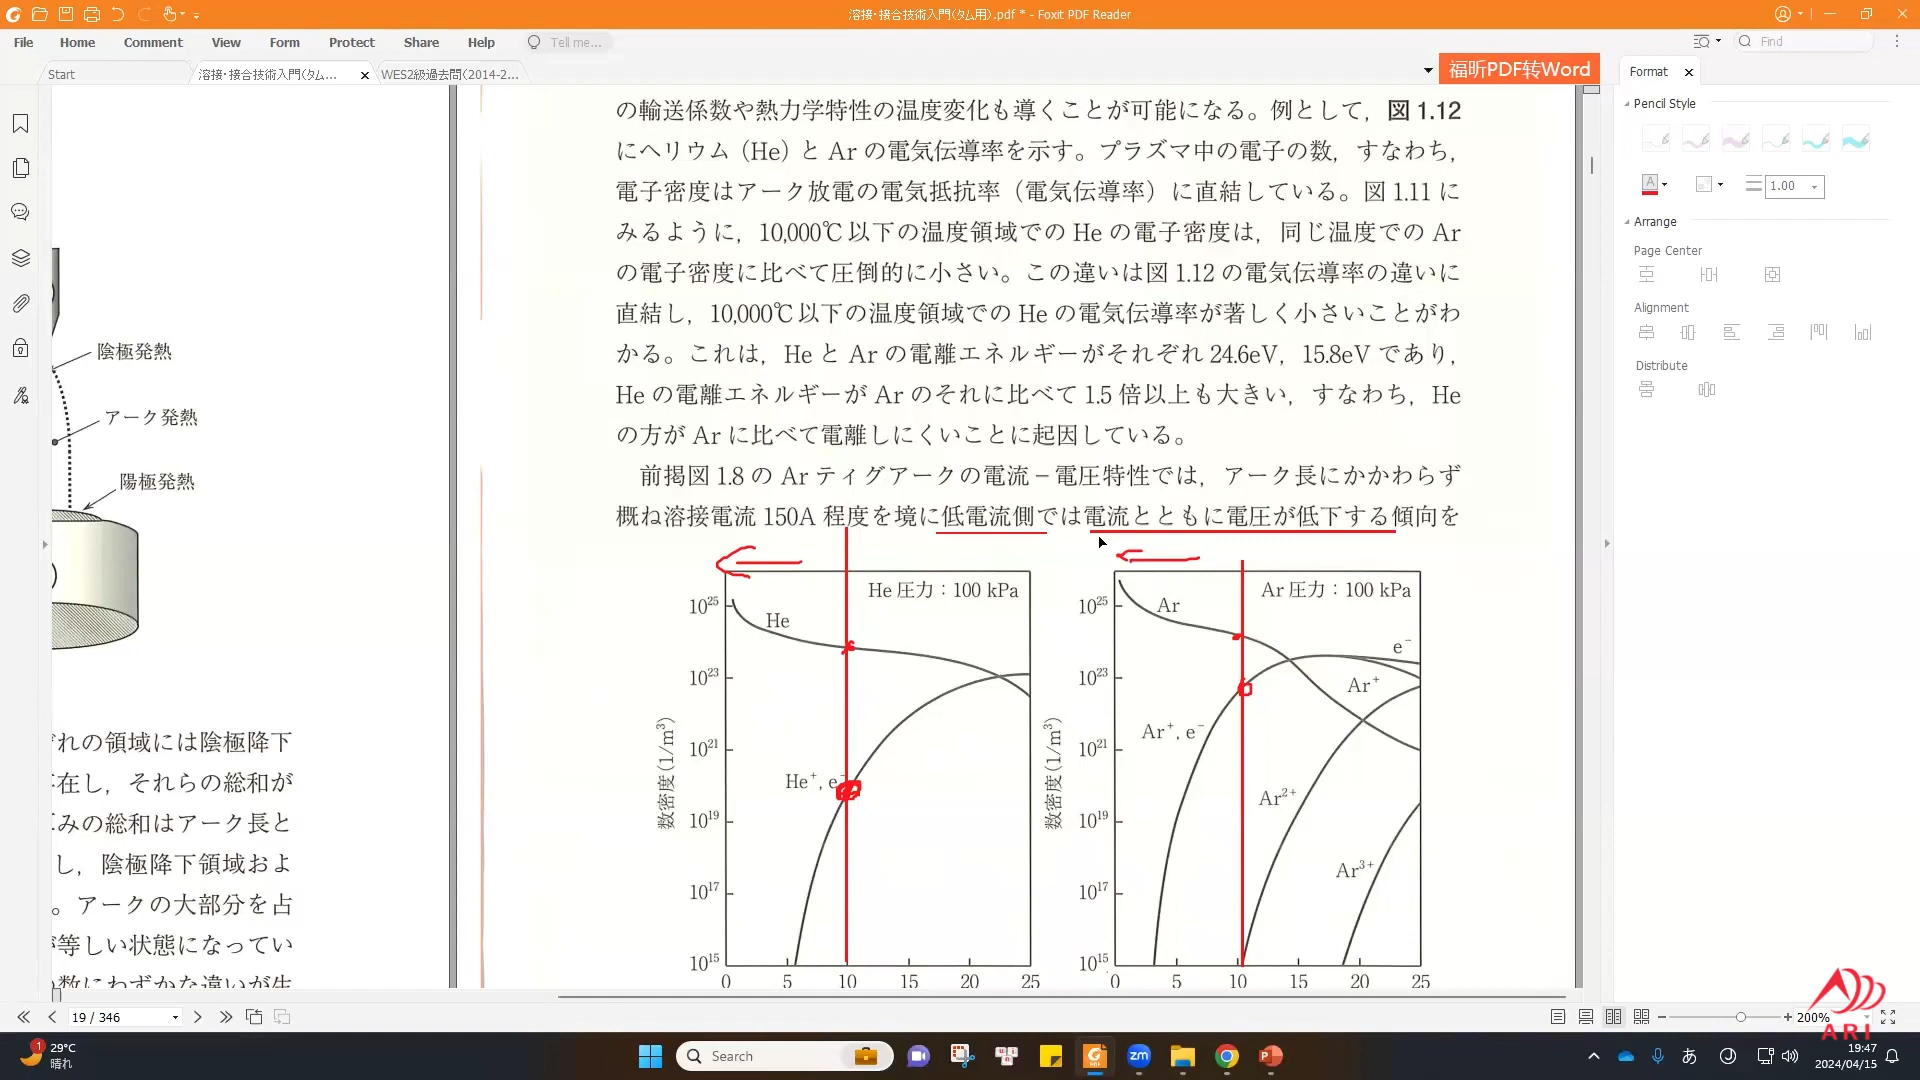 溶接・接合技術入門(タム用).pdf * - Foxit PDF Reader
File Home Comment View Form Protect Share Help Tell me... Find
Start 溶接・接合技術入門(タム... WES2級過去問(2014-2... 福昕PDF转Word Format
Pencil Style
1.00
Arrange
Page Center
Alignment
Distribute
陰極発熱
アーク発熱
陽極発熱
れの領域には陰極降下
在し，それらの総和が
みの総和はアーク長と
し，陰極降下領域およ
。アークの大部分を占
等しい状態になってい
数にわずかな違いが生
の輸送係数や熱力学特性の温度変化も導くことが可能になる。例として，図 1.12
にヘリウム（He）と Ar の電気伝導率を示す。プラズマ中の電子の数，すなわち，
電子密度はアーク放電の電気抵抗率（電気伝導率）に直結している。図 1.11 に
みるように，10,000℃以下の温度領域での He の電子密度は，同じ温度での Ar
の電子密度に比べて圧倒的に小さい。この違いは図 1.12 の電気伝導率の違いに
直結し，10,000℃以下の温度領域での He の電気伝導率が著しく小さいことがわ
かる。これは，He と Ar の電離エネルギーがそれぞれ 24.6eV，15.8eV であり，
He の電離エネルギーが Ar のそれに比べて 1.5 倍以上も大きい，すなわち，He
の方が Ar に比べて電離しにくいことに起因している。
前掲図 1.8 の Ar ティグアークの電流－電圧特性では，アーク長にかかわらず
概ね溶接電流 150A 程度を境に低電流側では電流とともに電圧が低下する傾向を
He 圧力：100 kPa
He
He⁺, e
数密度 (1/m³)
10²⁵
10²³
10²¹
10¹⁹
10¹⁷
10¹⁵
0 5 10 15 20 25
Ar 圧力：100 kPa
Ar
e⁻
Ar⁺
Ar⁺, e⁻
Ar²⁺
Ar³⁺
数密度 (1/m³)
10²⁵
10²³
10²¹
10¹⁹
10¹⁷
10¹⁵
0 5 10 15 20 25
19 / 346
200%
ARI
1
29°C
晴れ
Search
あ
19:47
2024/04/15